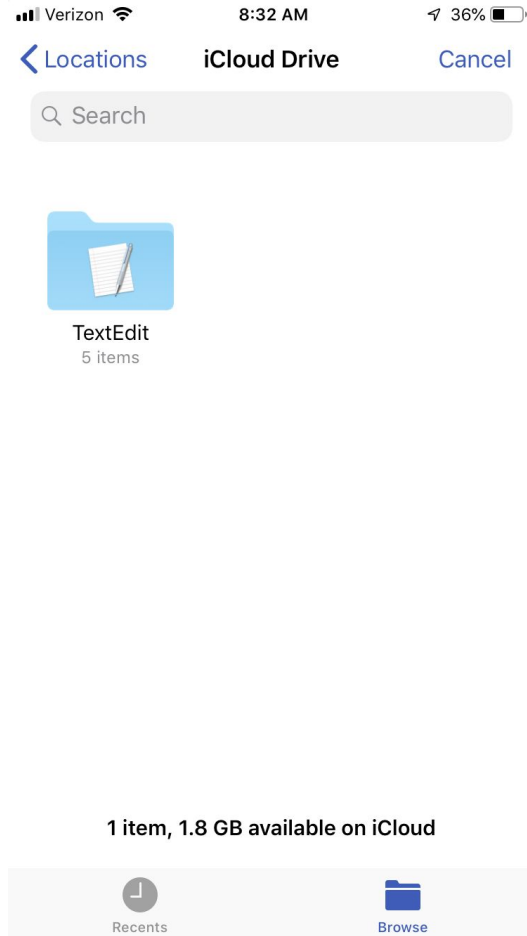 Verizon 8:32 AM 36%
Locations iCloud Drive Cancel
Search
TextEdit
5 items
1 item, 1.8 GB available on iCloud
Recents Browse